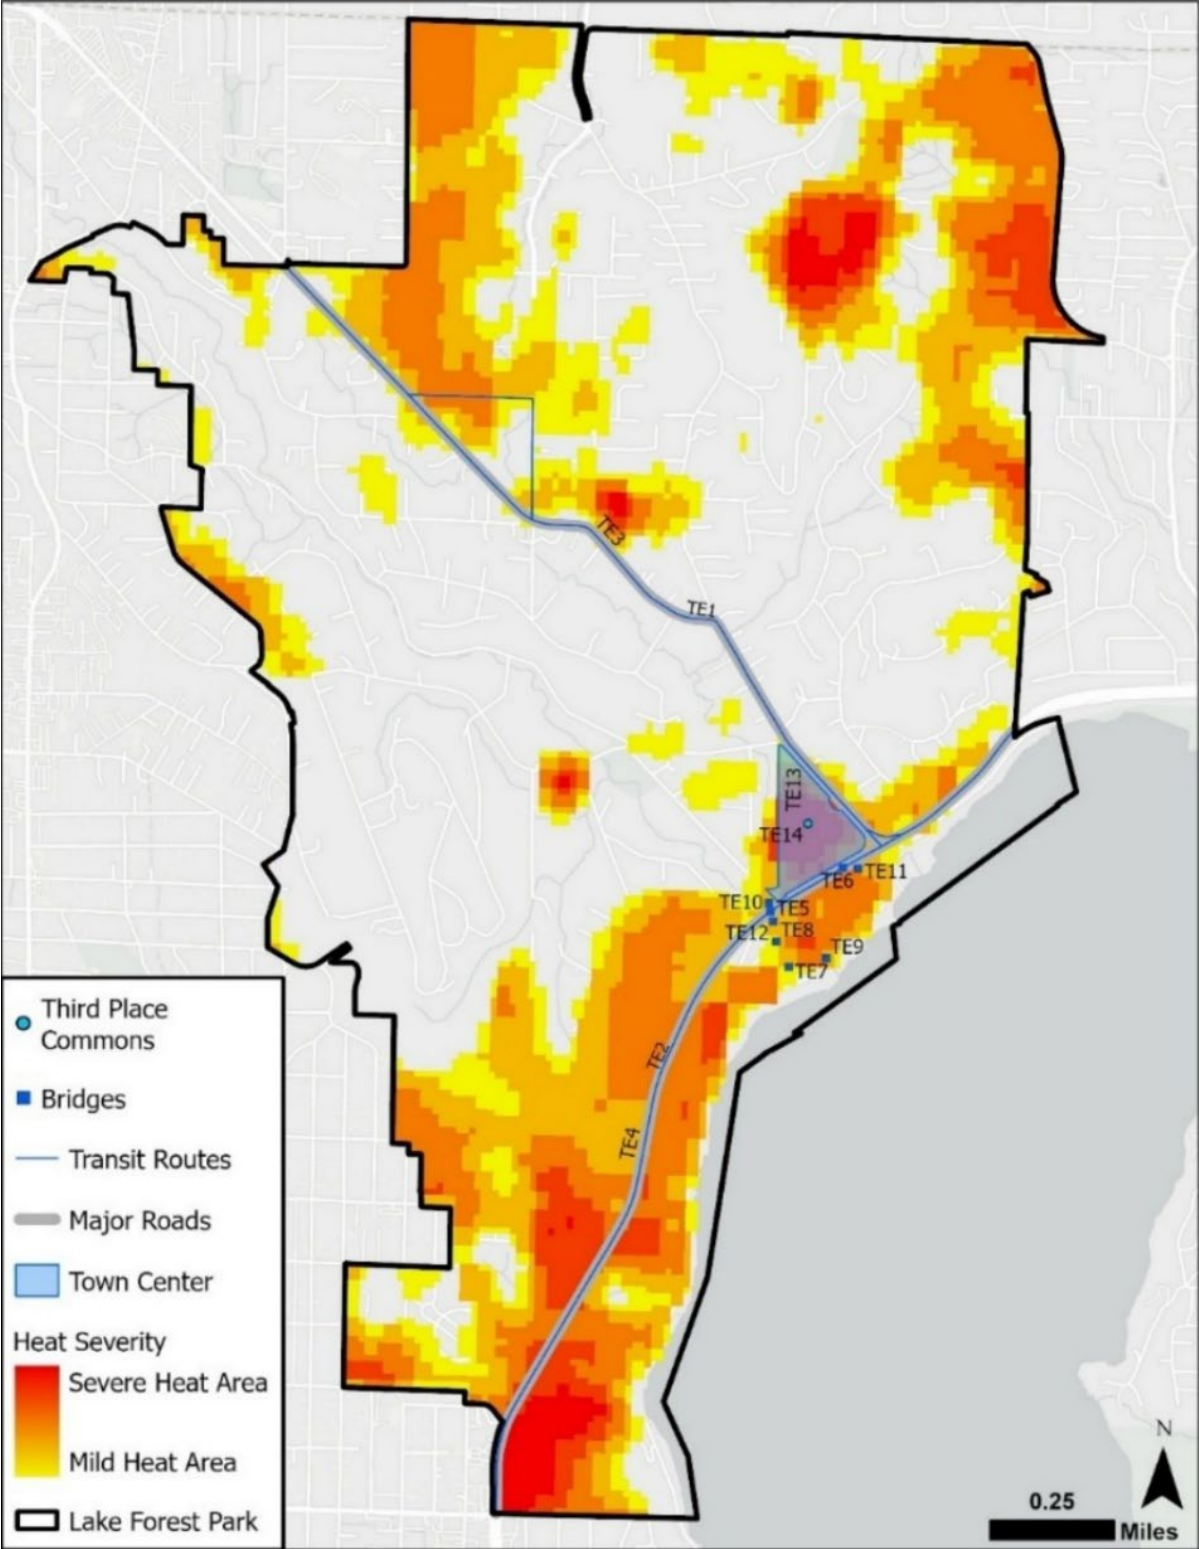 TE3
TE1
TE13
TE14
TE11
TE6
TE10
TE5
TE12
TE8
TE9
TE7
TE2
TE4
Third Place
Commons
Bridges
Transit Routes
Major Roads
Town Center
Heat Severity
Severe Heat Area
Mild Heat Area
Lake Forest Park
N
0.25
Miles